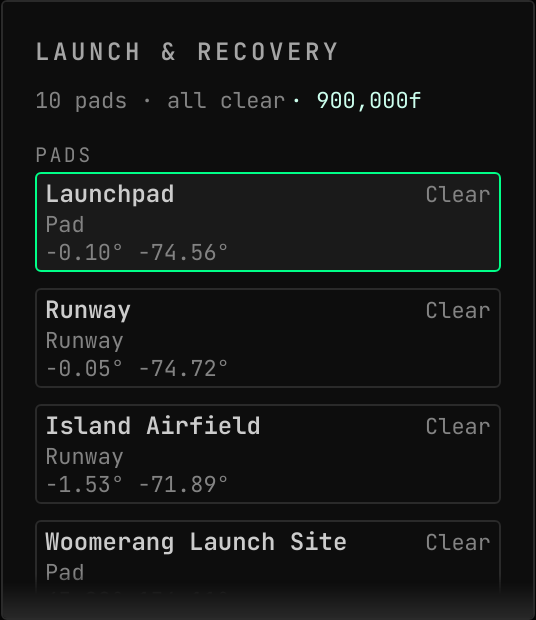 LAUNCH & RECOVERY
10 pads · all clear · 900,000f
PADS
Launchpad Clear
Pad
-0.10° -74.56°
Runway Clear
Runway
-0.05° -74.72°
Island Airfield Clear
Runway
-1.53° -71.89°
Woomerang Launch Site Clear
Pad